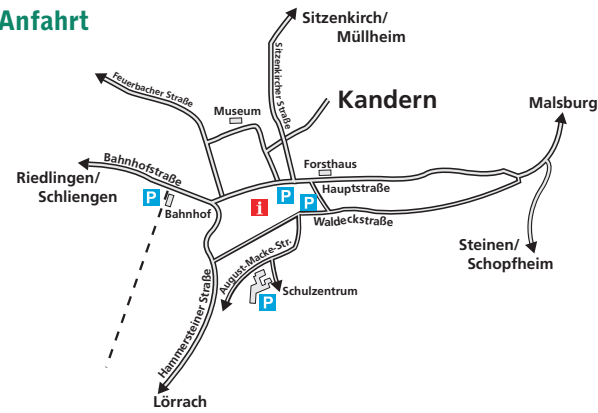 Anfahrt
Sitzenkirch/
Müllheim
Sitzenkircher Straße
Feuerbacher Straße
Museum
Kandern
Malsburg
Bahnhofstraße
Forsthaus
Riedlingen/
Schliengen
P
Bahnhof
i
P
P
Hauptstraße
Waldeckstraße
August-Macke-Str.
Steinen/
Schopfheim
Schulzentrum
P
Hammersteiner Straße
Lörrach